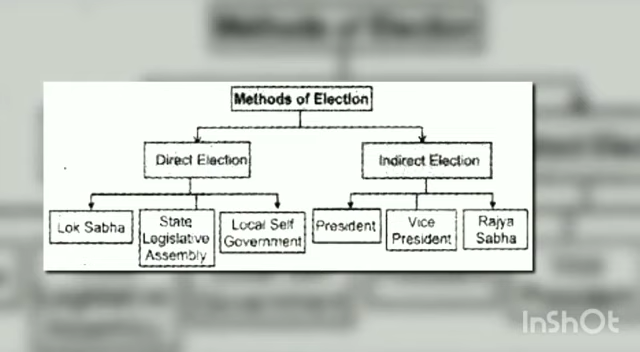 Methods of Election
Direct Election
Indirect Election
Lok Sabha
State
Legislative
Assembly
Local Self
Government
President
Vice
President
Rajya
Sabha
InShOt